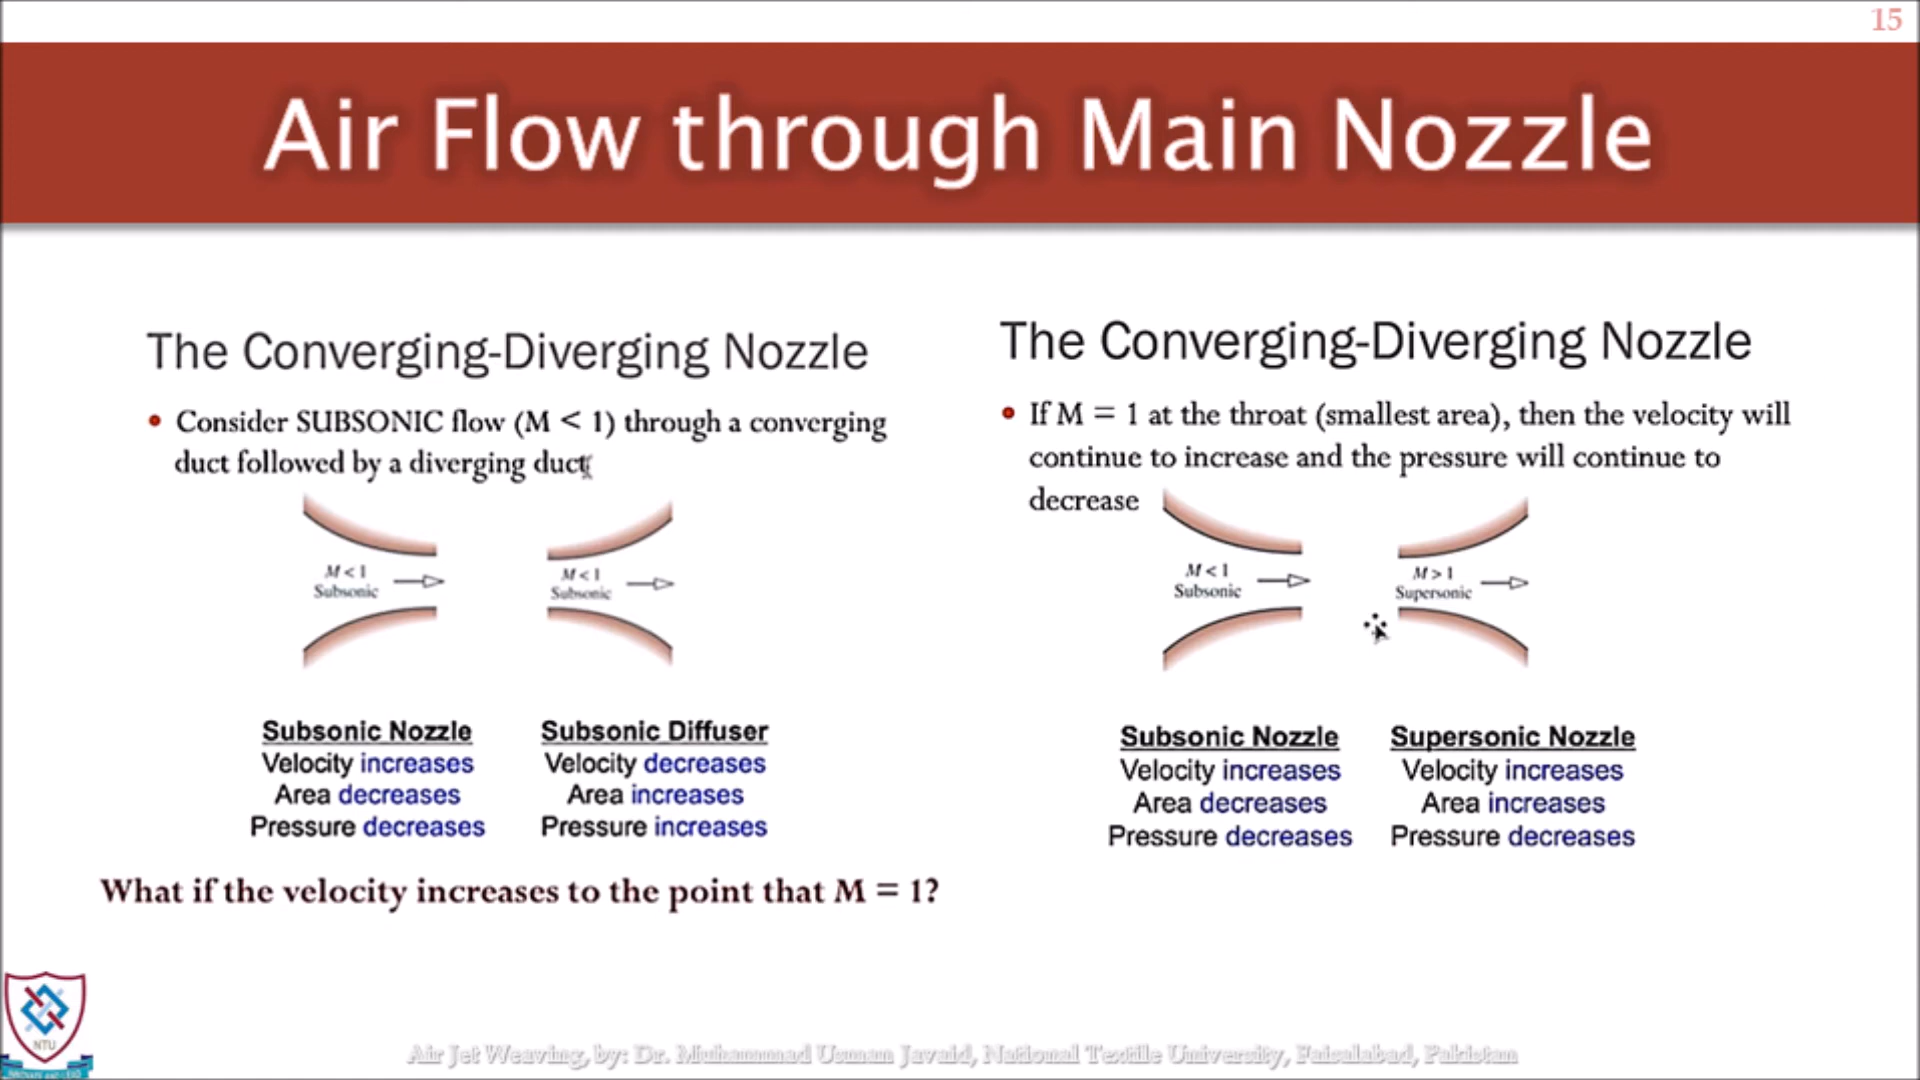 15
Air Flow through Main Nozzle
The Converging-Diverging Nozzle
• Consider SUBSONIC flow (M < 1) through a converging
duct followed by a diverging duct
M < 1
Subsonic
M < 1
Subsonic
Subsonic Nozzle
Velocity increases
Area decreases
Pressure decreases
Subsonic Diffuser
Velocity decreases
Area increases
Pressure increases
What if the velocity increases to the point that M = 1?
The Converging-Diverging Nozzle
• If M = 1 at the throat (smallest area), then the velocity will
continue to increase and the pressure will continue to
decrease
M < 1
Subsonic
M > 1
Supersonic
Subsonic Nozzle
Velocity increases
Area decreases
Pressure decreases
Supersonic Nozzle
Velocity increases
Area increases
Pressure decreases
NTU
Air Jet Weaving, by: Dr. Muhammad Usman Javaid, National Textile University, Faisalabad, Pakistan